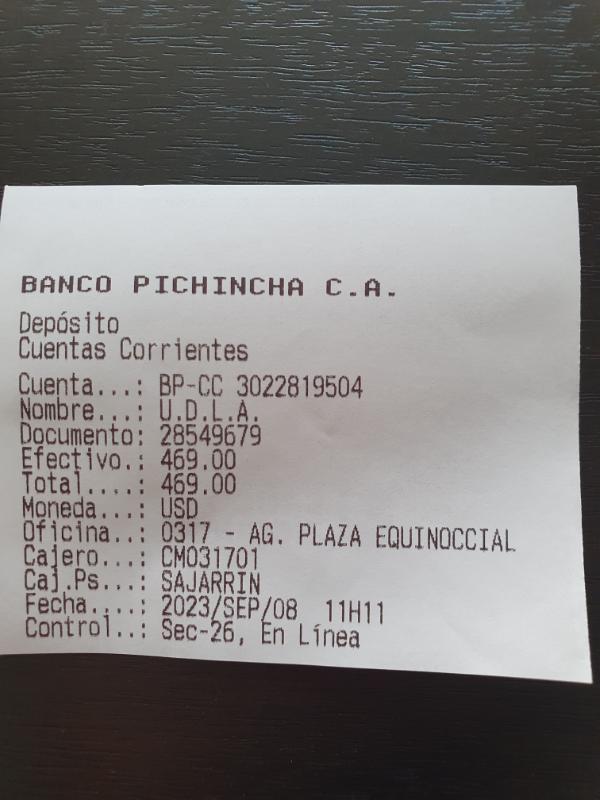 BANCO PICHINCHA C.A.
Depósito
Cuentas Corrientes
Cuenta...: BP-CC 3022819504
Nombre...: U.D.L.A.
Documento: 28549679
Efectivo.: 469.00
Total....: 469.00
Moneda...: USD
Oficina..: 0317 - AG. PLAZA EQUINOCCIAL
Cajero...: CM031701
Caj.Ps...: SAJARRIN
Fecha....: 2023/SEP/08 11H11
Control..: Sec-26, En Línea